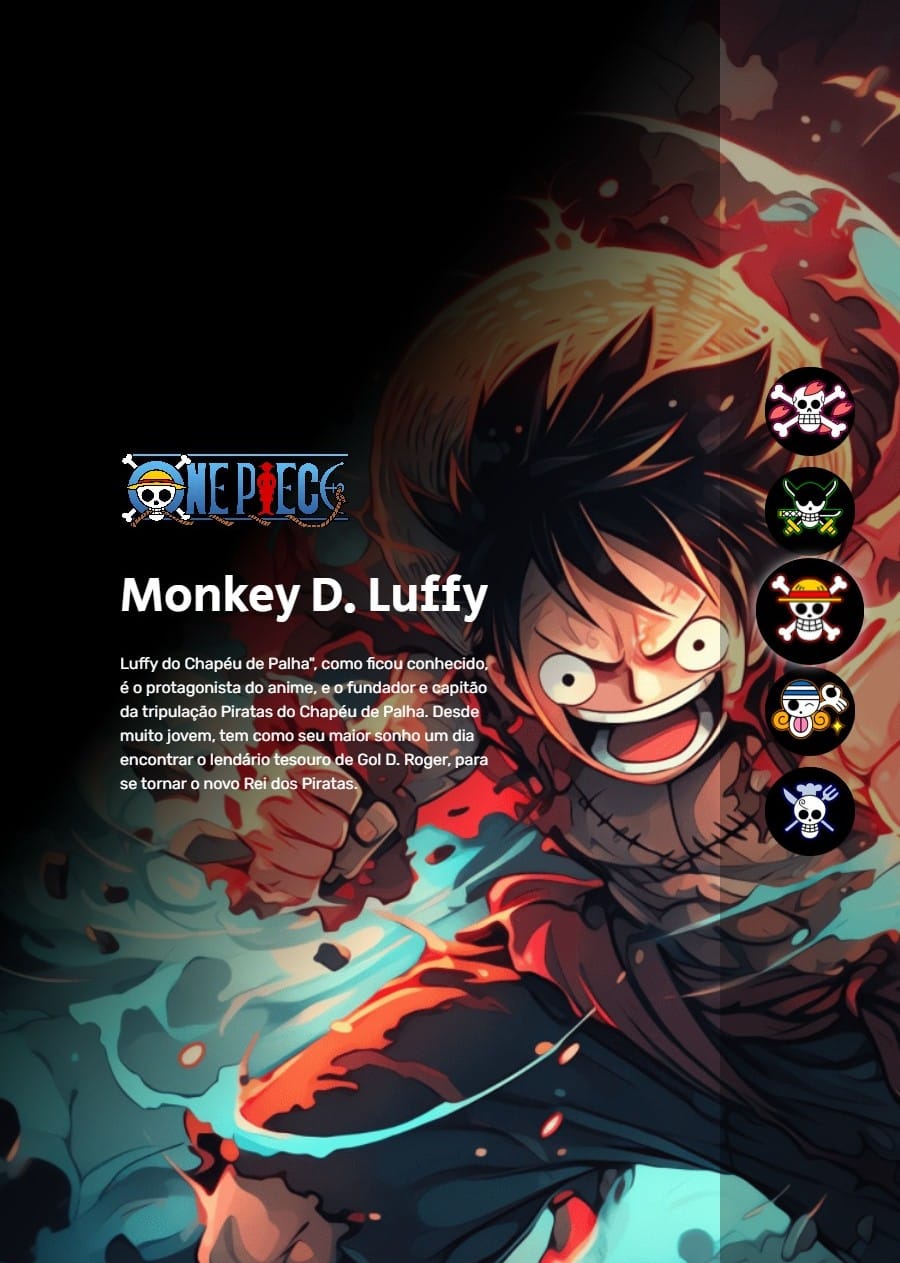 ONE PIECE
Monkey D. Luffy
Luffy do Chapéu de Palha", como ficou conhecido,
é o protagonista do anime, e o fundador e capitão
da tripulação Piratas do Chapéu de Palha. Desde
muito jovem, tem como seu maior sonho um dia
encontrar o lendário tesouro de Gol D. Roger, para
se tornar o novo Rei dos Piratas.